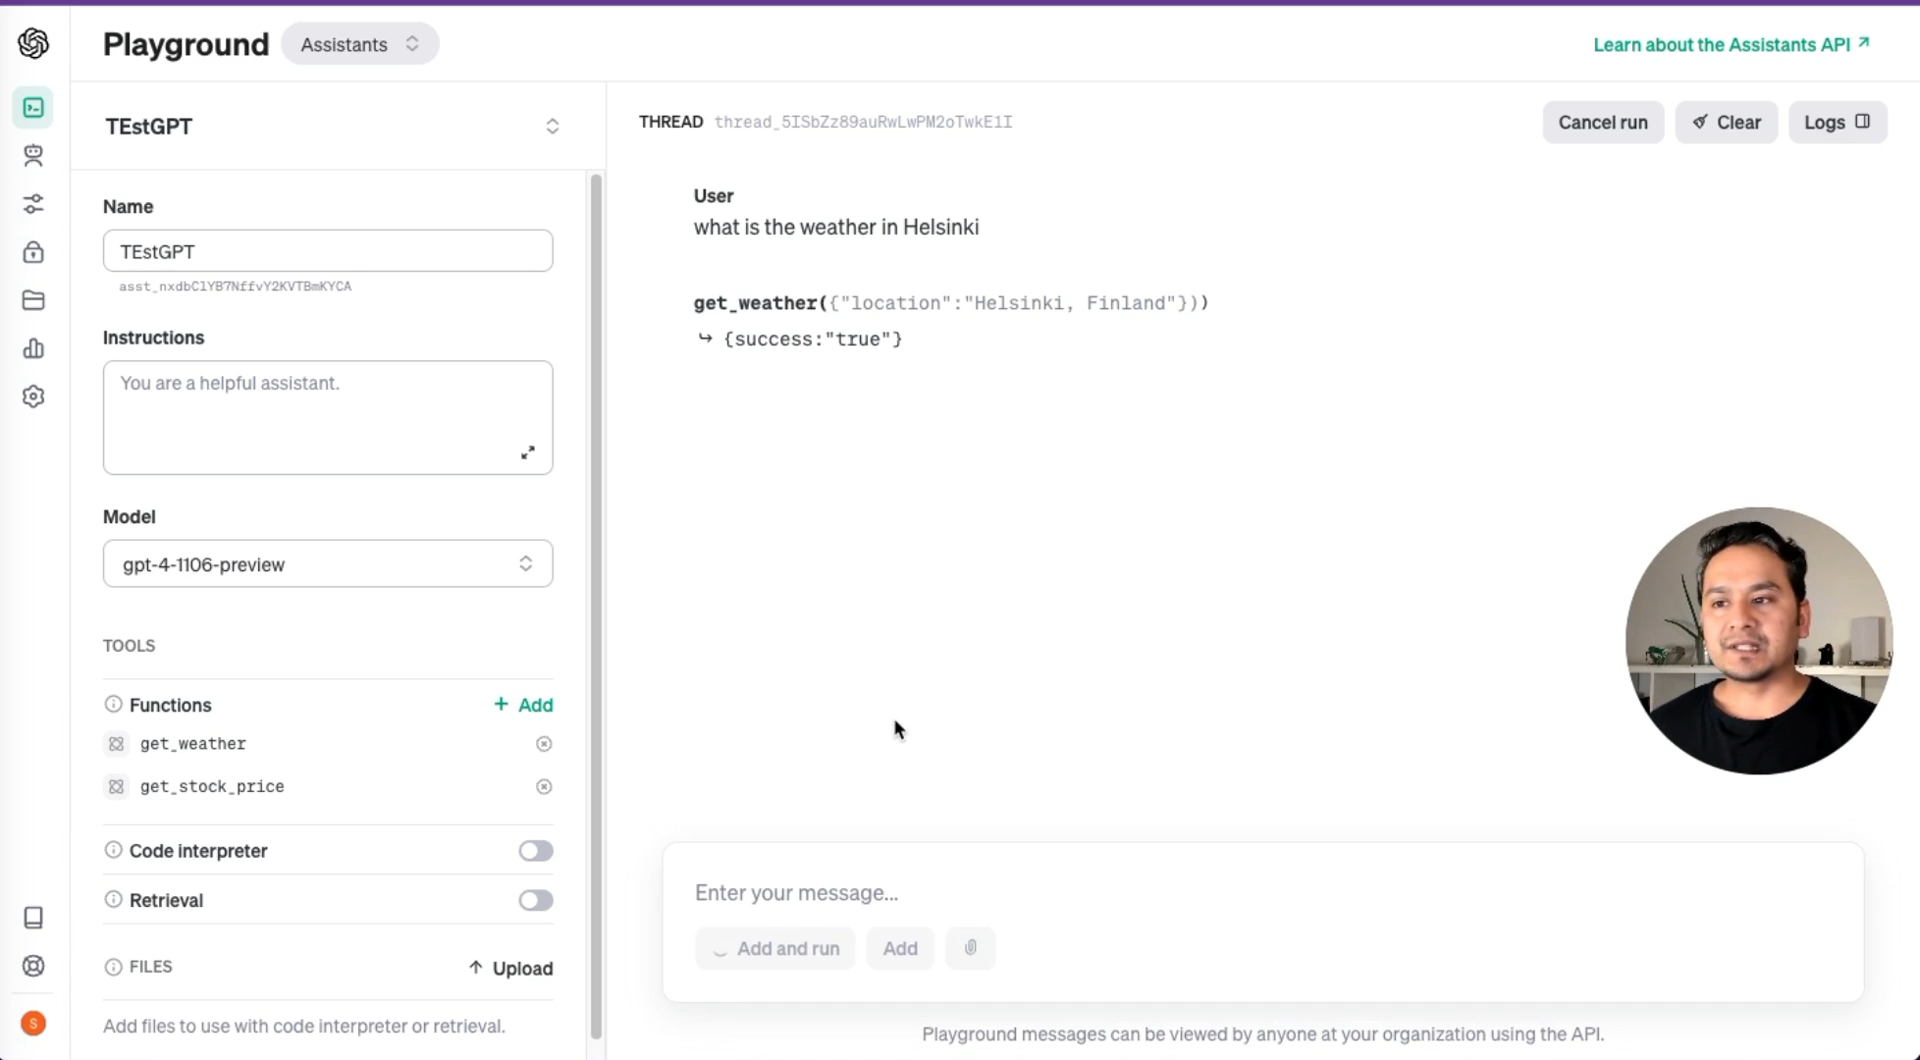 Playground
Assistants
Learn about the Assistants API
TEstGPT
Name
TEstGPT
asst_nxdbClYB7NffvY2KVTBmKYCA
Instructions
You are a helpful assistant.
Model
gpt-4-1106-preview
TOOLS
Functions
+ Add
get_weather
get_stock_price
Code interpreter
Retrieval
FILES
Upload
Add files to use with code interpreter or retrieval.
S
THREAD thread_5ISbZz89auRwLwPM2oTwkE1I
Cancel run
Clear
Logs
User
what is the weather in Helsinki
get_weather({"location":"Helsinki, Finland"}))
{success:"true"}
Enter your message...
Add and run
Add
Playground messages can be viewed by anyone at your organization using the API.